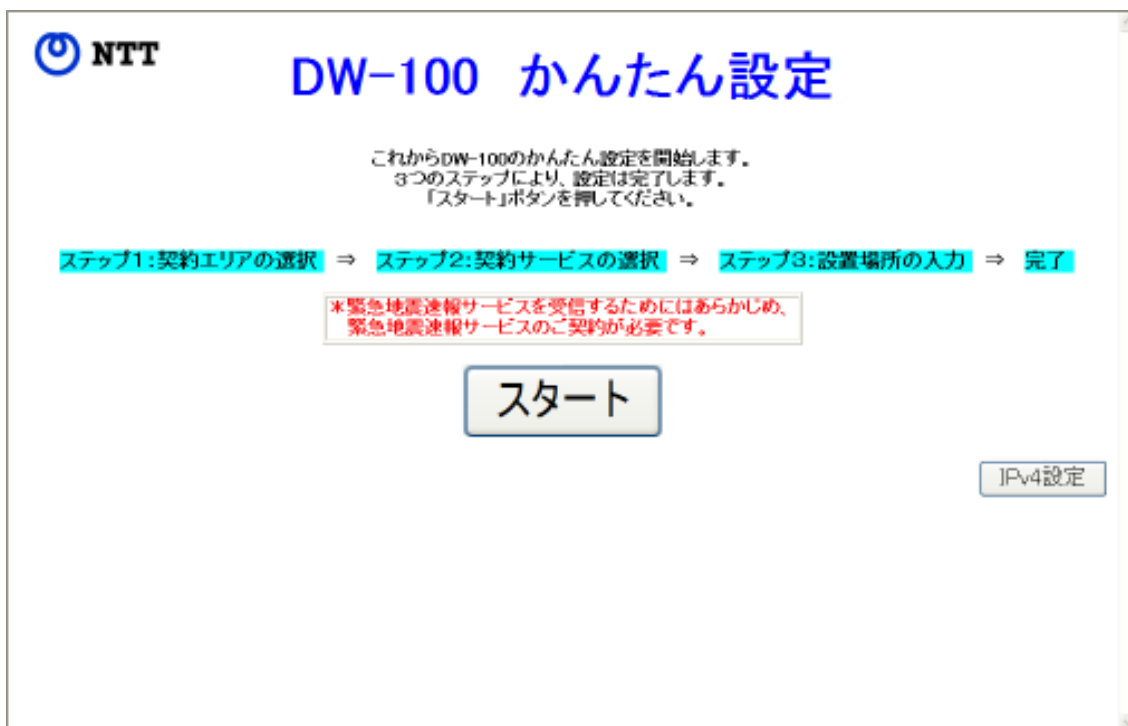 NTT
DW-100 かんたん設定
これからDW-100のかんたん設定を開始します。
3つのステップにより、設定は完了します。
「スタート」ボタンを押してください。
ステップ1:契約エリアの選択 ⇒ ステップ2:契約サービスの選択 ⇒ ステップ3:設置場所の入力 ⇒ 完了
*緊急地震速報サービスを受信するためにはあらかじめ、
緊急地震速報サービスのご契約が必要です。
スタート
IPv4設定